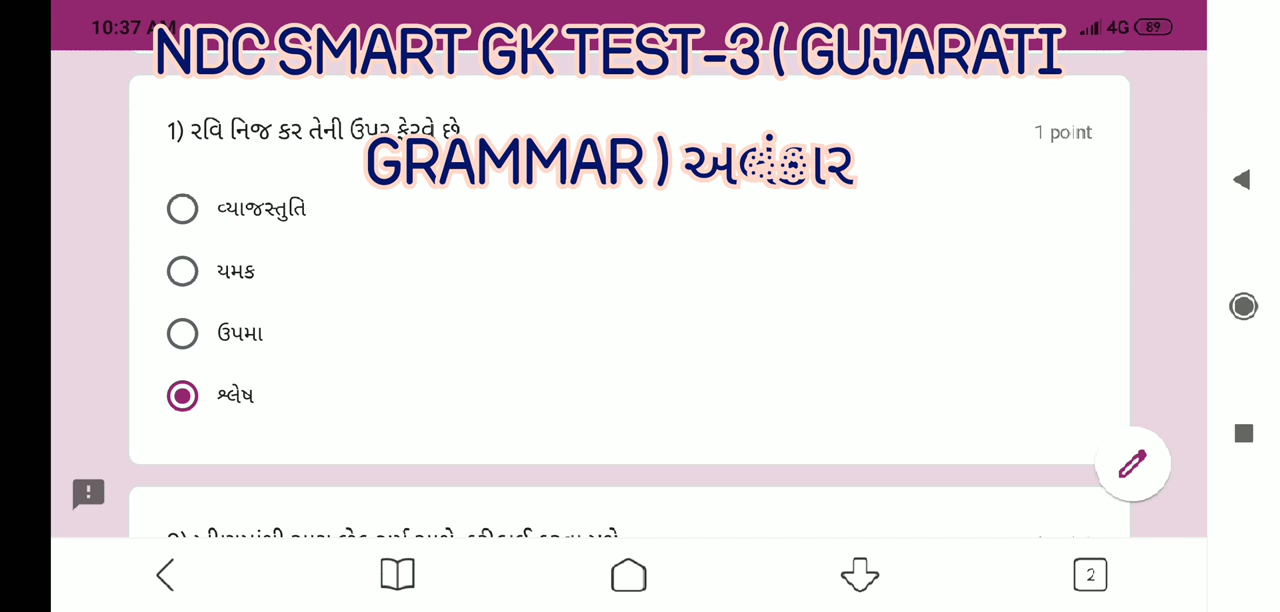 10:37 AM
4G 89
NDC SMART GK TEST-3 ( GUJARATI
GRAMMAR ) અલંકાર
1) રવિ નિજ કર તેની ઉપર ફેરવે છે
1 point
વ્યાજસ્તુતિ
યમક
ઉપમા
શ્લેષ
2